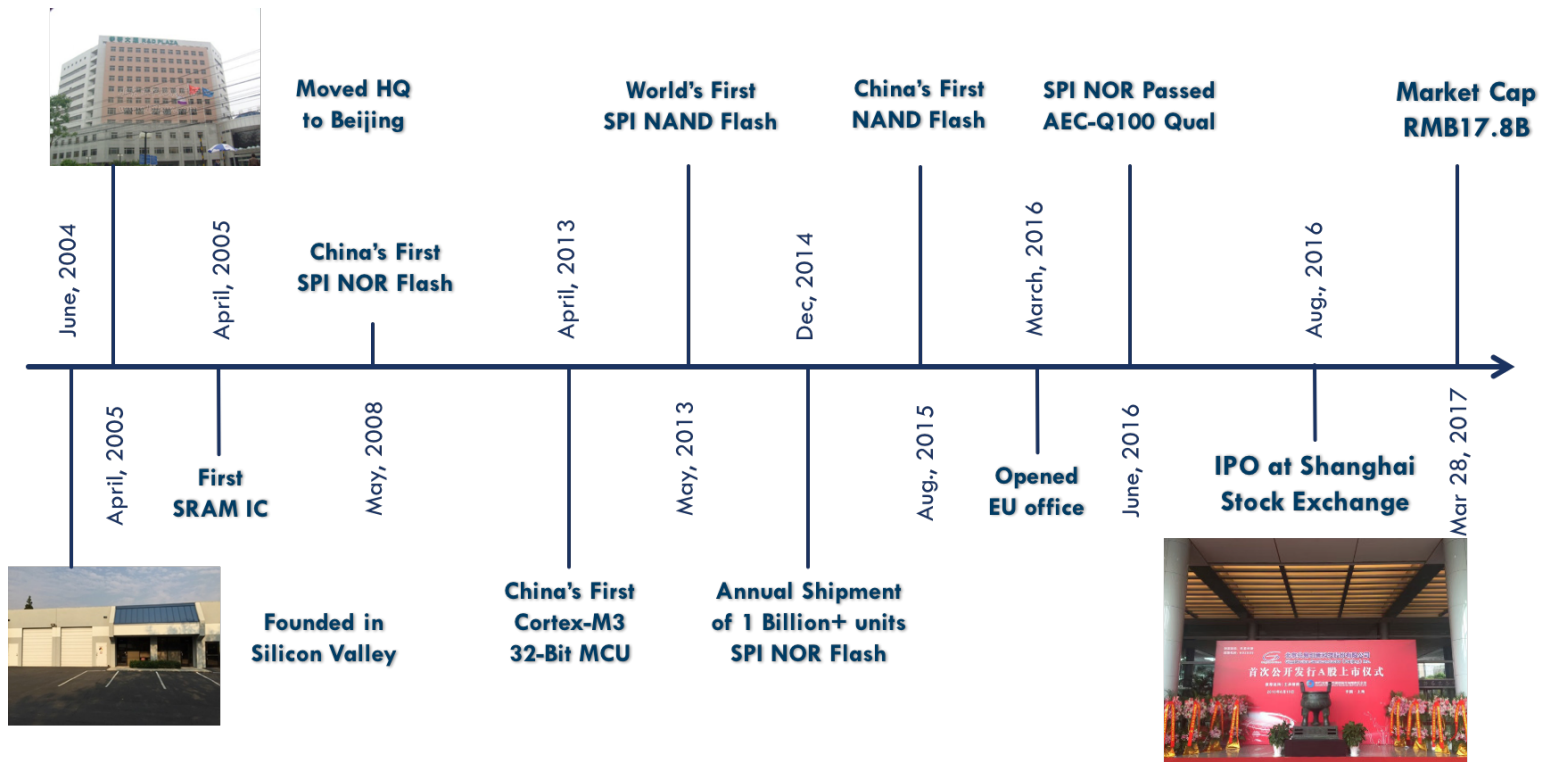 R&D PLAZA
Moved HQ
to Beijing
World's First
SPI NAND Flash
China's First
NAND Flash
SPI NOR Passed
AEC-Q100 Qual
Market Cap
RMB17.8B
June, 2004
April, 2005
China's First
SPI NOR Flash
April, 2013
Dec, 2014
March, 2016
Aug., 2016
April, 2005
First
SRAM IC
May, 2008
May, 2013
Aug., 2015
Opened
EU office
June, 2016
IPO at Shanghai
Stock Exchange
Mar 28, 2017
Founded in
Silicon Valley
China's First
Cortex-M3
32-Bit MCU
Annual Shipment
of 1 Billion+ units
SPI NOR Flash
首次公开发行A股上市仪式